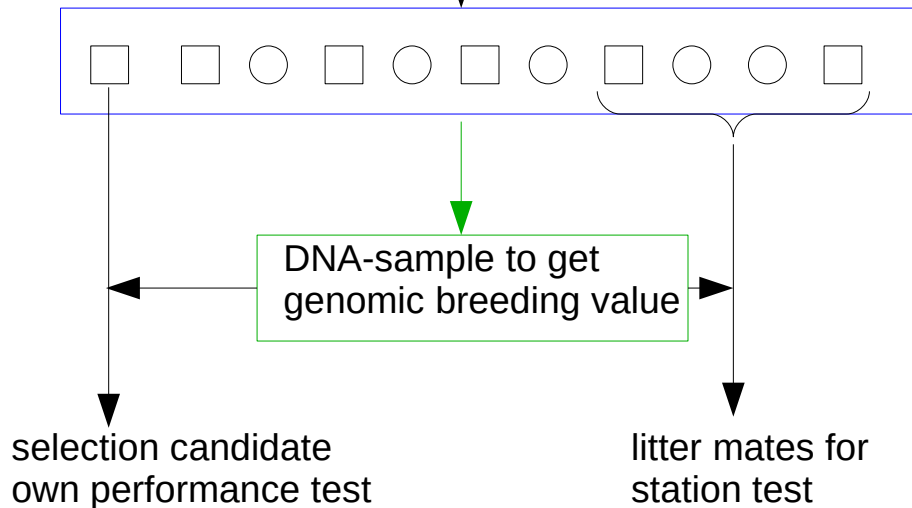 DNA-sample to get
genomic breeding value
selection candidate
own performance test
litter mates for
station test